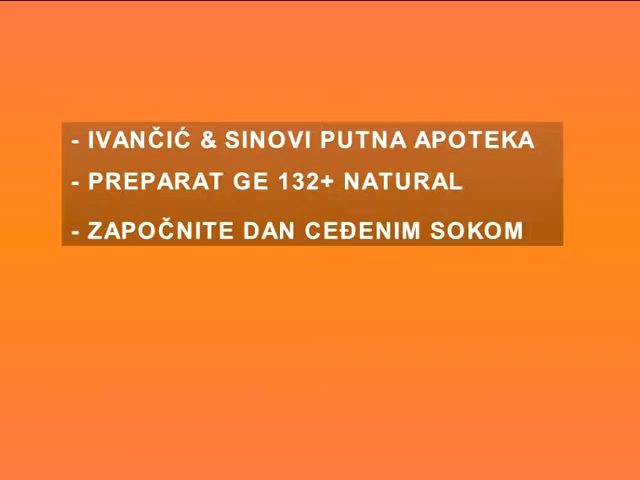 - IVANČIĆ & SINOVI PUTNA APOTEKA
- PREPARAT GE 132+ NATURAL
- ZAPOČNITE DAN CEĐENIM SOKOM